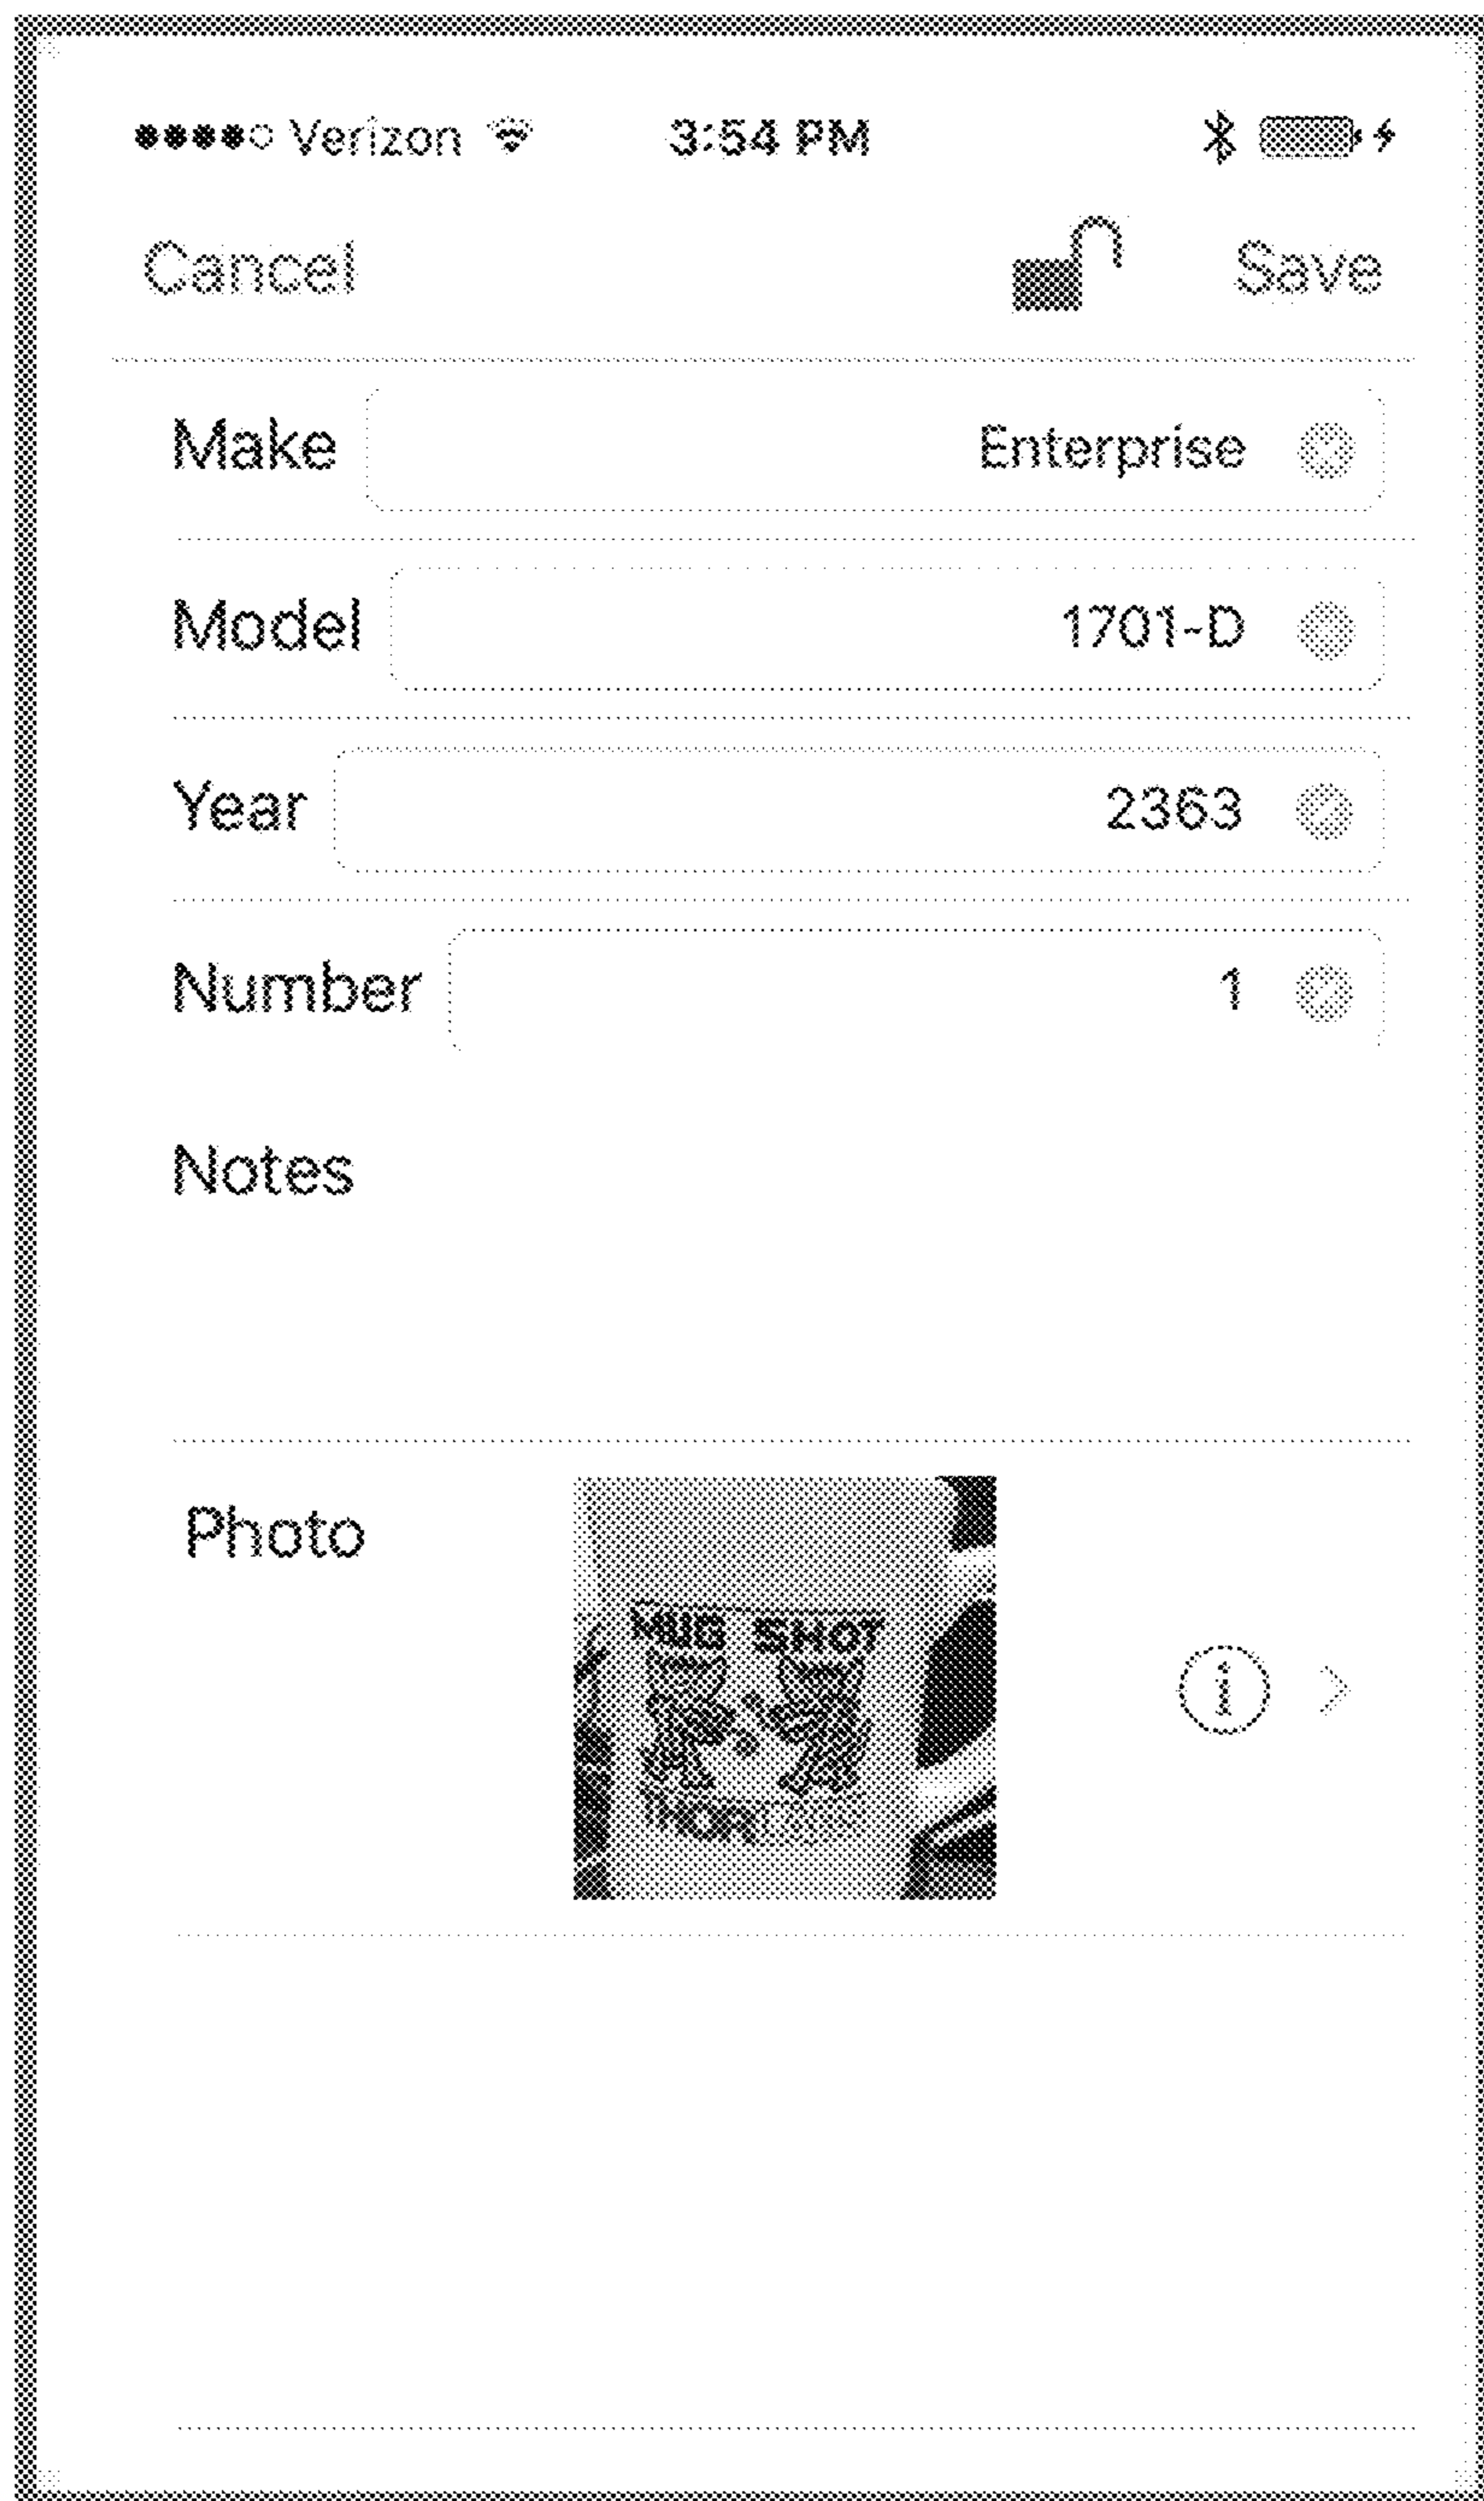 Verizon 3:54 PM
Cancel Save
Make Enterprise
Model 1701-D
Year 2363
Number 1
Notes
Photo
MUG SHOT